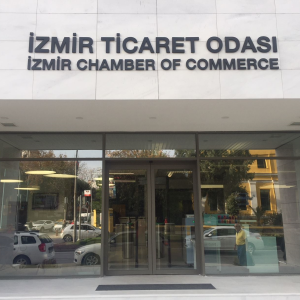 İZMİR TİCARET ODASI
İZMİR CHAMBER OF COMMERCE